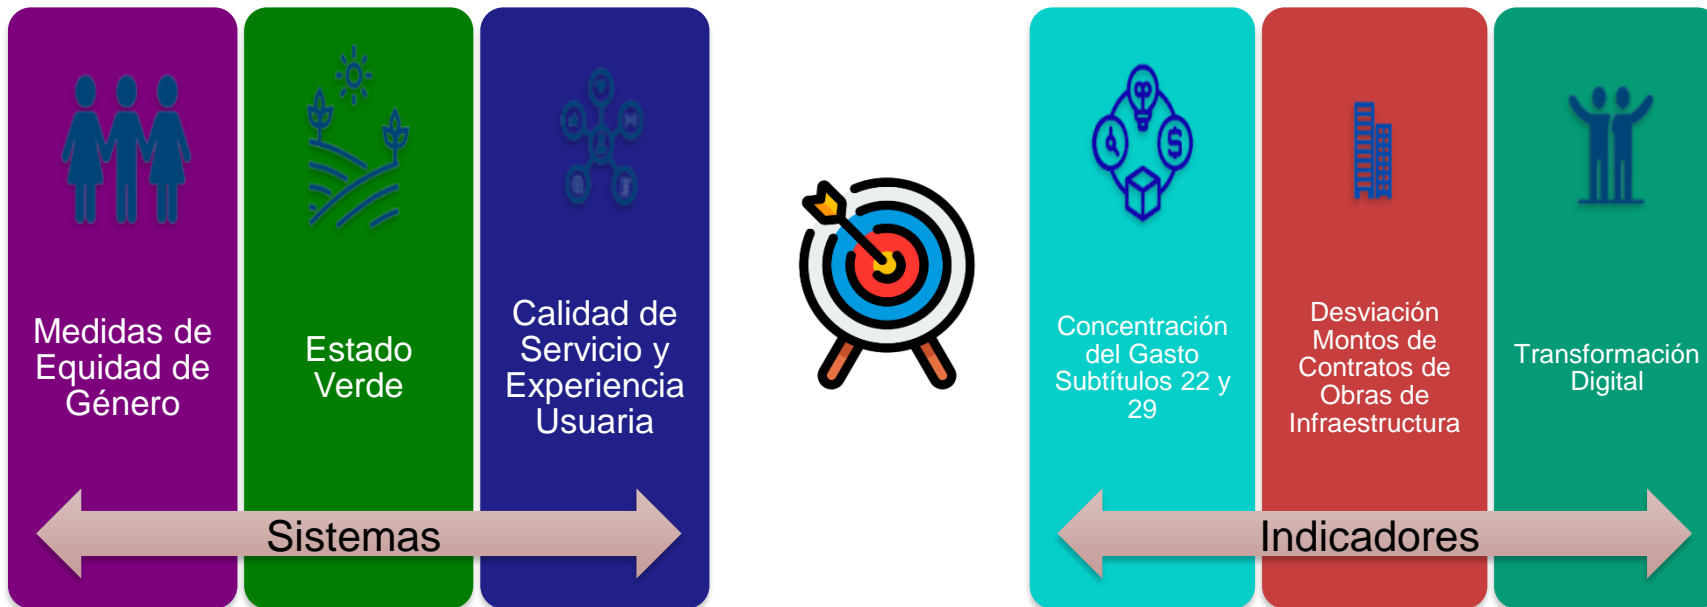 Medidas de
Equidad de
Género
Estado
Verde
Calidad de
Servicio y
Experiencia
Usuaria
Sistemas
Concentración
del Gasto
Subtítulos 22 y
29
Desviación
Montos de
Contratos de
Obras de
Infraestructura
Transformación
Digital
Indicadores